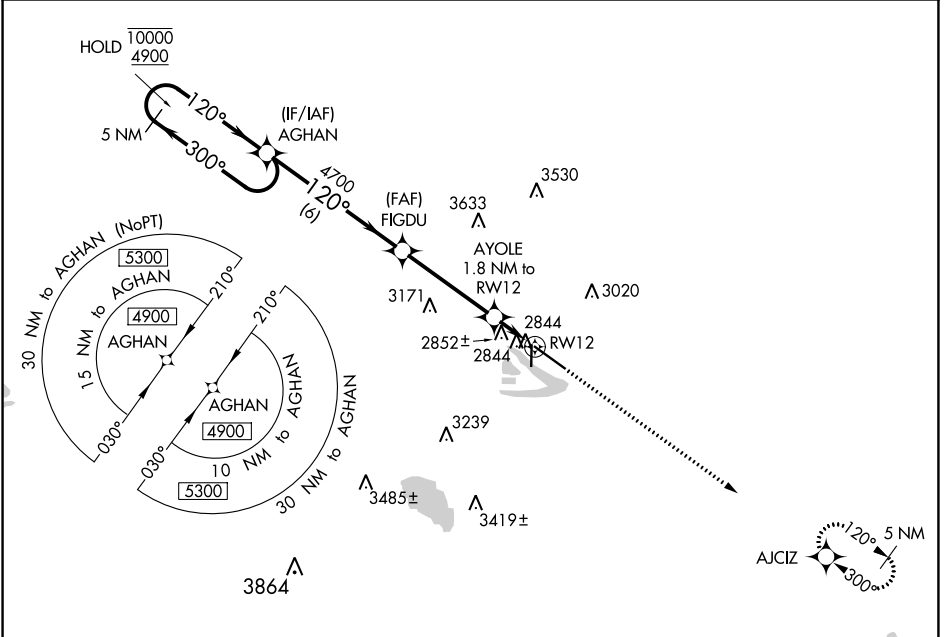 HOLD 10000
4900
120°
5 NM
300°
(IF/IAF)
AGHAN
4700
120°
(6)
(FAF)
FIGDU
3530
3633
AYOLE
1.8 NM to
RW12
3171
3020
2852±
2844
2844
RW12
30 NM to AGHAN (NoPT)
5300
15 NM to AGHAN
4900
AGHAN
210°
030°
210°
AGHAN
4900
10 NM to AGHAN
5300
30 NM to AGHAN
030°
3239
3485±
3419±
3864
AJCIZ
120°
5 NM
300°